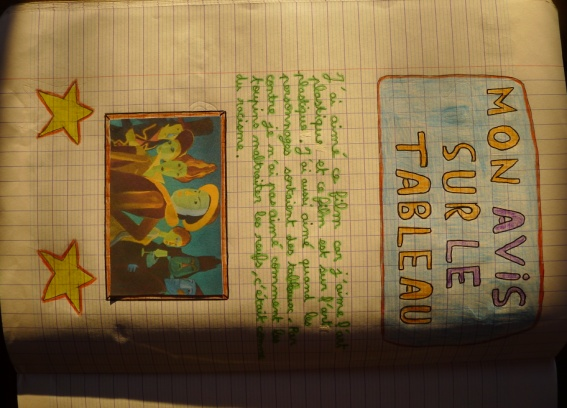 MON AVIS
SUR LE
TABLEAU
J'ai aimé ce film car j'aime l'art
plastique et ce film est sur l'art
plastique. J'ai aussi aimé quand les
personnages sortaient des tableaux. Par
contre je n'ai pas aimé comment les
toupins maltraiter les reufs, c'était comme
du racisme.